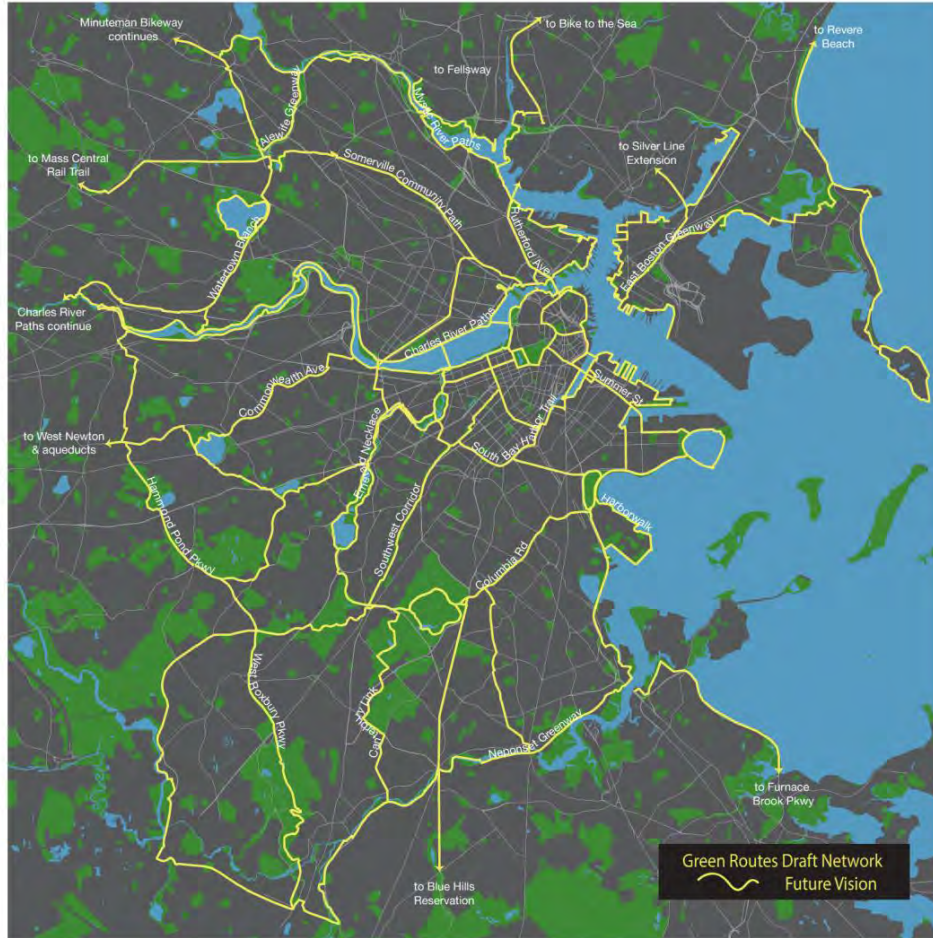 Minuteman Bikeway
continues
to Bike to the Sea
to Revere
Beach
to Fellsway
Alewife Greenway
Mystic River Paths
to Mass Central
Rail Trail
Somerville Community Path
to Silver Line
Extension
Rutherford Ave
East Boston Greenway
Watertown Branch
Charles River
Paths continue
Charles River Paths
Commonwealth Ave
Summer St
Emerald Necklace
South Bay Harbor Trail
to West Newton
& aqueducts
Hammond Pond Pkwy
Southwest Corridor
Harborwalk
Columbia Rd
West Roxbury Pkwy
Cemetery Link
Neponset Greenway
to Furnace
Brook Pkwy
to Blue Hills
Reservation
Green Routes Draft Network
Future Vision